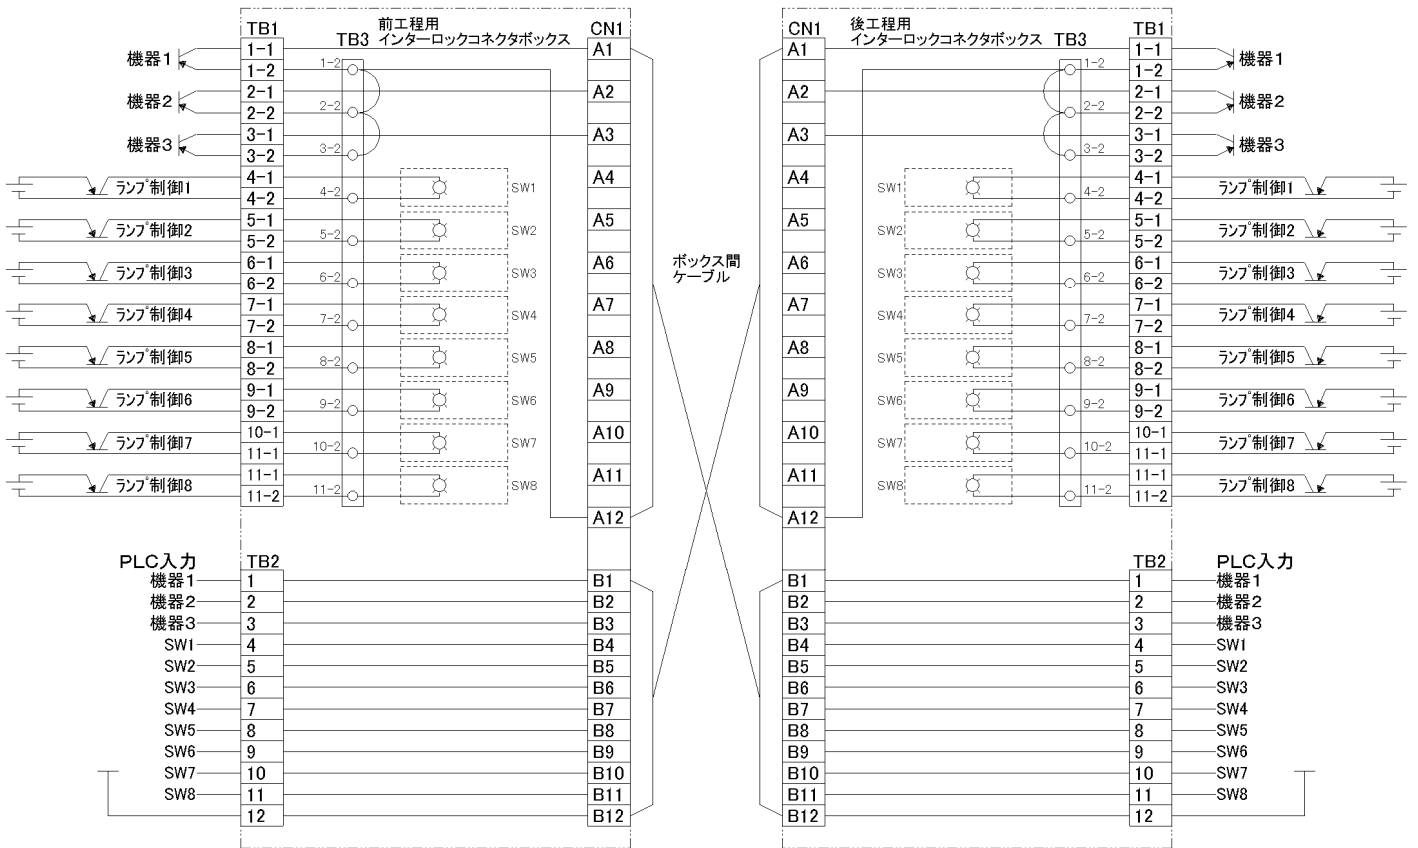 TB1
TB3
前工程用
インターロックコネクタボックス
CN1
機器1
機器2
機器3
1-1
1-2
2-1
2-2
3-1
3-2
4-1
4-2
5-1
5-2
6-1
6-2
7-1
7-2
8-1
8-2
9-1
9-2
10-1
11-1
11-1
11-2
ランプ制御1
ランプ制御2
ランプ制御3
ランプ制御4
ランプ制御5
ランプ制御6
ランプ制御7
ランプ制御8
1-2
2-2
3-2
4-2
5-2
6-2
7-2
8-2
9-2
10-2
11-2
SW1
SW2
SW3
SW4
SW5
SW6
SW7
SW8
A1
A2
A3
A4
A5
A6
A7
A8
A9
A10
A11
A12
PLC入力
機器1
機器2
機器3
SW1
SW2
SW3
SW4
SW5
SW6
SW7
SW8
TB2
1
2
3
4
5
6
7
8
9
10
11
12
B1
B2
B3
B4
B5
B6
B7
B8
B9
B10
B11
B12
ボックス間
ケーブル
CN1
後工程用
インターロックコネクタボックス
TB3
TB1
A1
A2
A3
A4
A5
A6
A7
A8
A9
A10
A11
A12
SW1
SW2
SW3
SW4
SW5
SW6
SW7
SW8
1-2
2-2
3-2
4-2
5-2
6-2
7-2
8-2
9-2
10-2
11-2
1-1
1-2
2-1
2-2
3-1
3-2
4-1
4-2
5-1
5-2
6-1
6-2
7-1
7-2
8-1
8-2
9-1
9-2
10-1
11-1
11-1
11-2
機器1
機器2
機器3
ランプ制御1
ランプ制御2
ランプ制御3
ランプ制御4
ランプ制御5
ランプ制御6
ランプ制御7
ランプ制御8
B1
B2
B3
B4
B5
B6
B7
B8
B9
B10
B11
B12
TB2
1
2
3
4
5
6
7
8
9
10
11
12
PLC入力
機器1
機器2
機器3
SW1
SW2
SW3
SW4
SW5
SW6
SW7
SW8